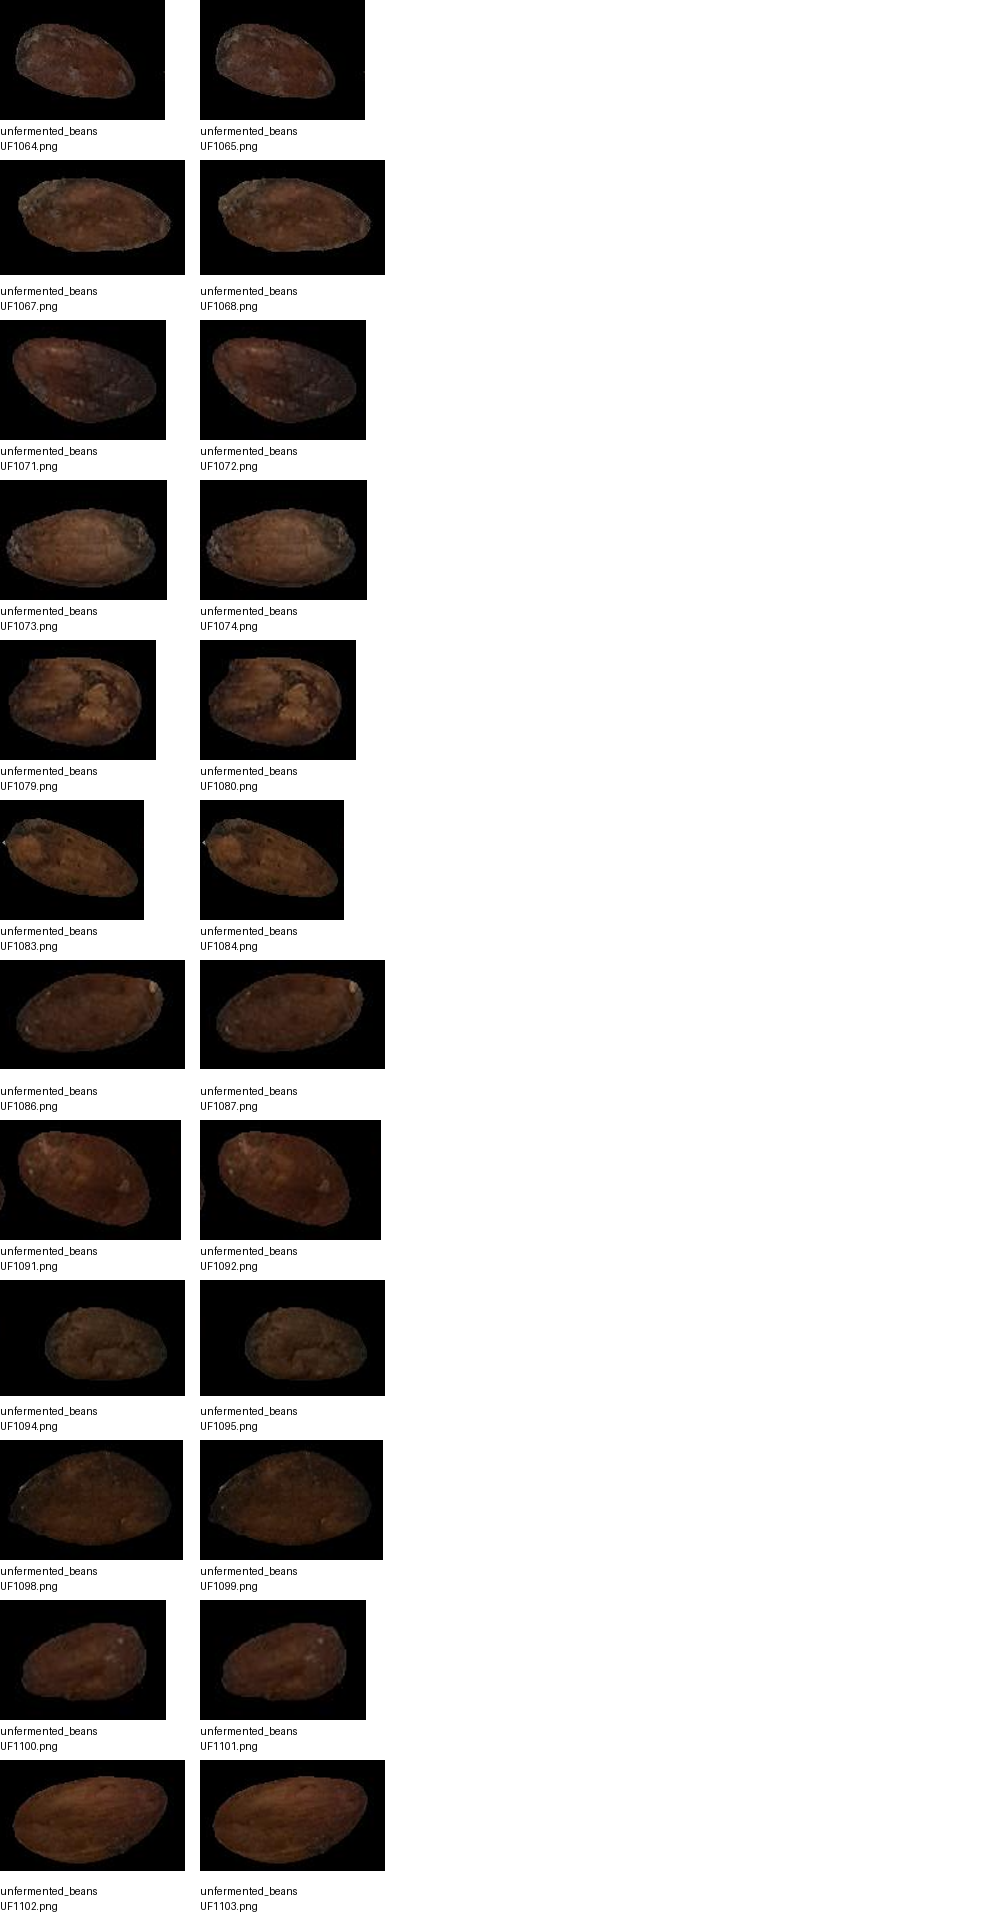 unfermented_beans unfermented_beans
UF1064.png UF1065.png
unfermented_beans unfermented_beans
UF1067.png UF1068.png
unfermented_beans unfermented_beans
UF1071.png UF1072.png
unfermented_beans unfermented_beans
UF1073.png UF1074.png
unfermented_beans unfermented_beans
UF1079.png UF1080.png
unfermented_beans unfermented_beans
UF1083.png UF1084.png
unfermented_beans unfermented_beans
UF1086.png UF1087.png
unfermented_beans unfermented_beans
UF1091.png UF1092.png
unfermented_beans unfermented_beans
UF1094.png UF1095.png
unfermented_beans unfermented_beans
UF1098.png UF1099.png
unfermented_beans unfermented_beans
UF1100.png UF1101.png
unfermented_beans unfermented_beans
UF1102.png UF1103.png